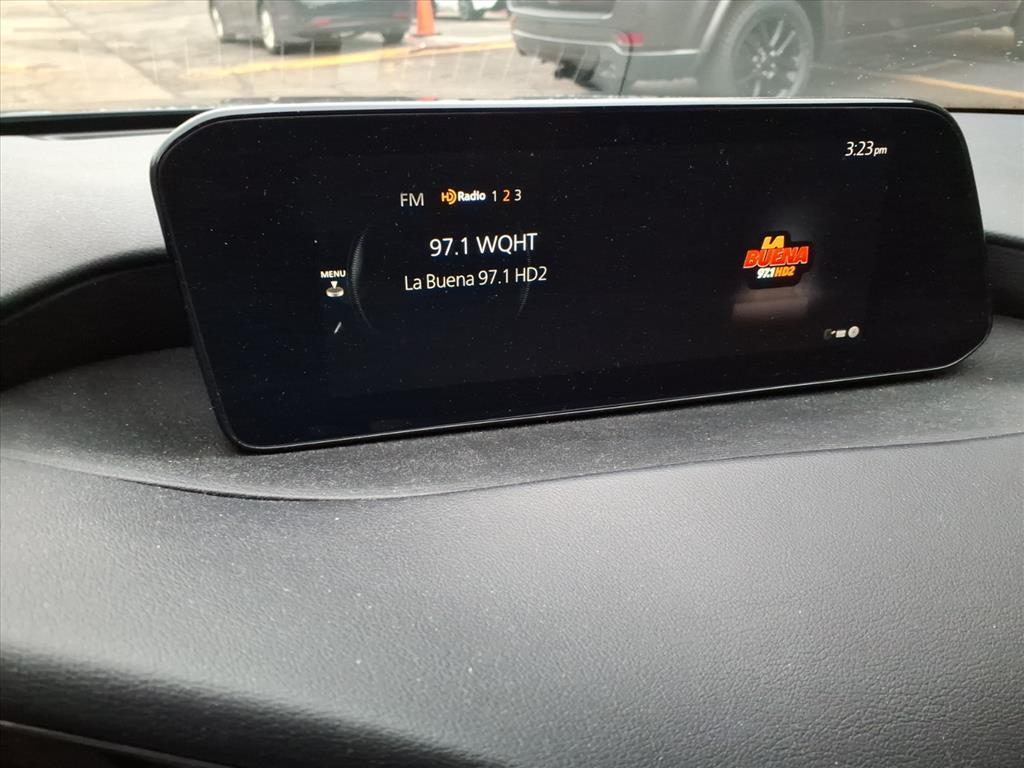 3:23pm
FM HD Radio 1 2 3
97.1 WQHT
La Buena 97.1 HD2
MENU
LA
BUENA
97.1 HD2